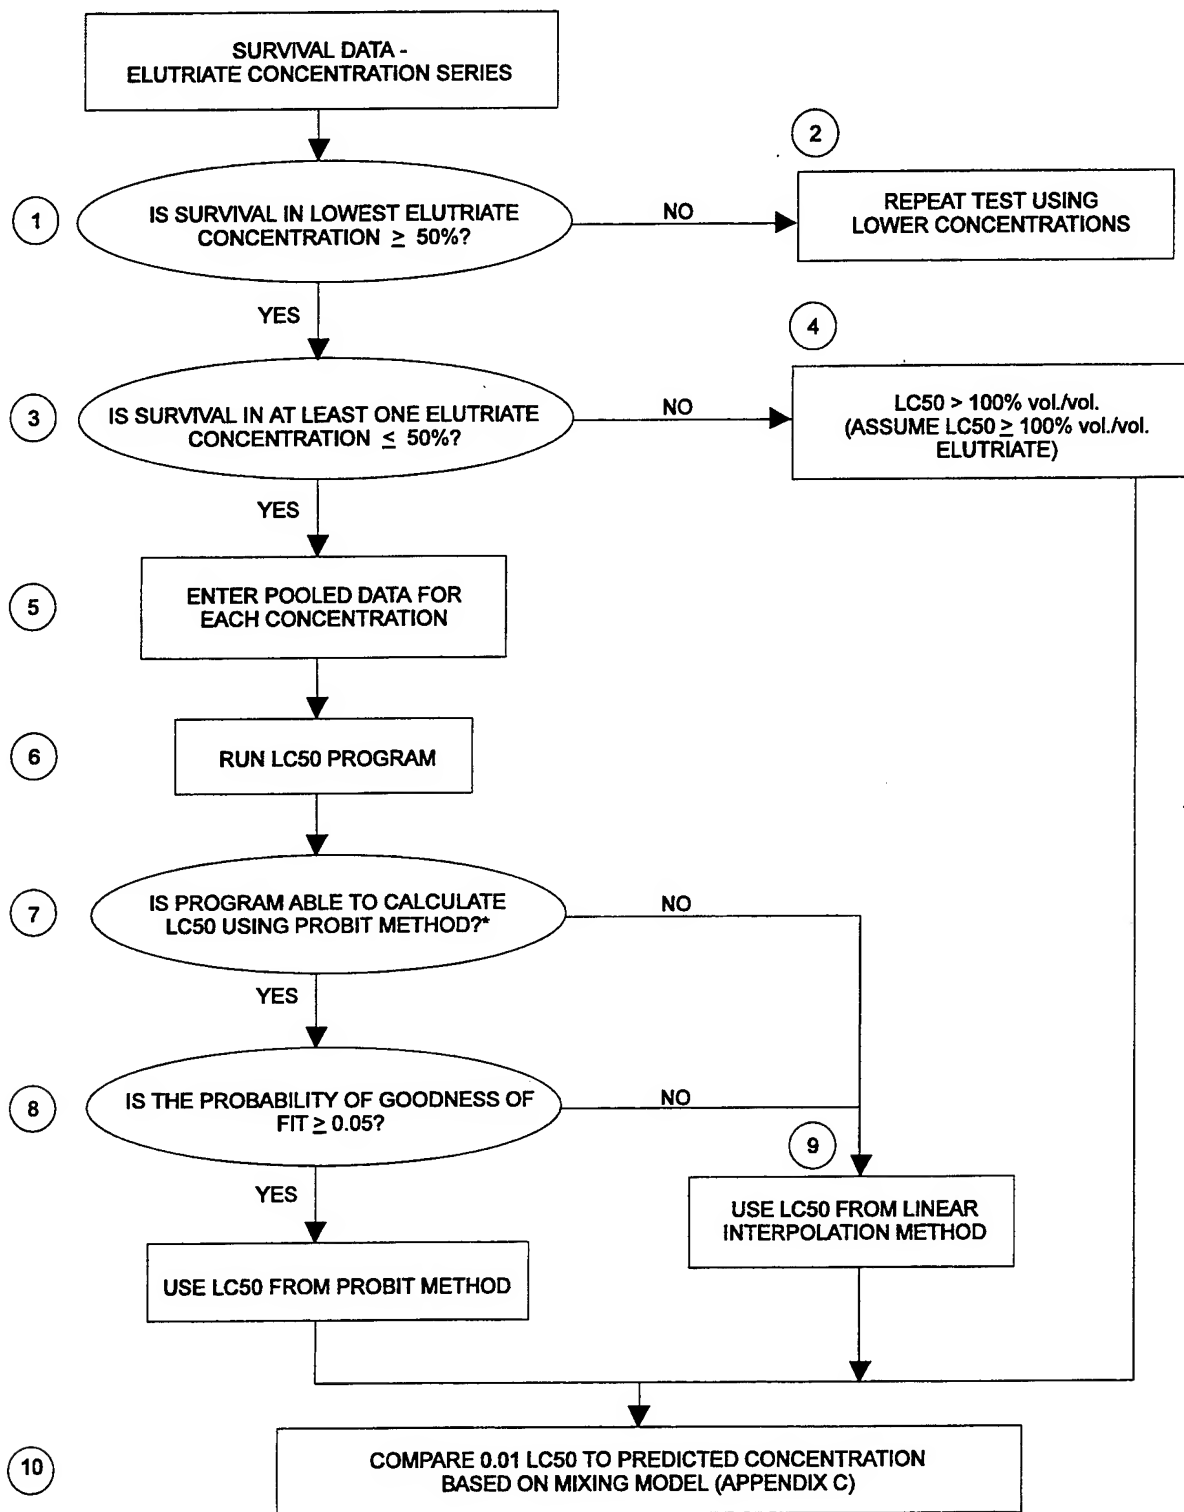 SURVIVAL DATA -
ELUTRIATE CONCENTRATION SERIES
1
IS SURVIVAL IN LOWEST ELUTRIATE
CONCENTRATION ≥ 50%?
NO
2
REPEAT TEST USING
LOWER CONCENTRATIONS
YES
3
IS SURVIVAL IN AT LEAST ONE ELUTRIATE
CONCENTRATION ≤ 50%?
NO
4
LC50 > 100% vol./vol.
(ASSUME LC50 ≥ 100% vol./vol.
ELUTRIATE)
YES
5
ENTER POOLED DATA FOR
EACH CONCENTRATION
6
RUN LC50 PROGRAM
7
IS PROGRAM ABLE TO CALCULATE
LC50 USING PROBIT METHOD?*
NO
YES
8
IS THE PROBABILITY OF GOODNESS OF
FIT ≥ 0.05?
NO
9
USE LC50 FROM LINEAR
INTERPOLATION METHOD
YES
USE LC50 FROM PROBIT METHOD
10
COMPARE 0.01 LC50 TO PREDICTED CONCENTRATION
BASED ON MIXING MODEL (APPENDIX C)